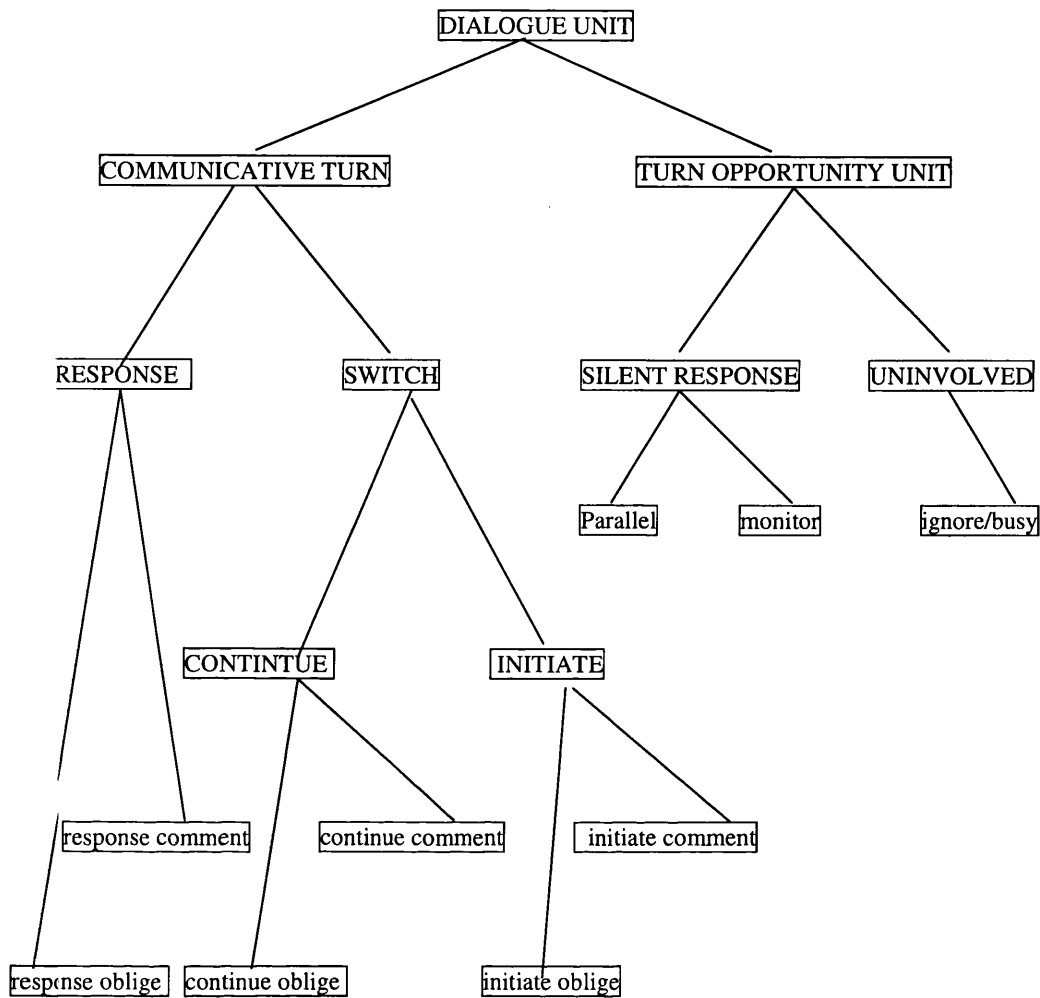 DIALOGUE UNIT
COMMUNICATIVE TURN
TURN OPPORTUNITY UNIT
RESPONSE
SWITCH
SILENT RESPONSE
UNINVOLVED
Parallel
monitor
ignore/busy
CONTINTUE
INITIATE
response comment
continue comment
initiate comment
response oblige
continue oblige
initiate oblige